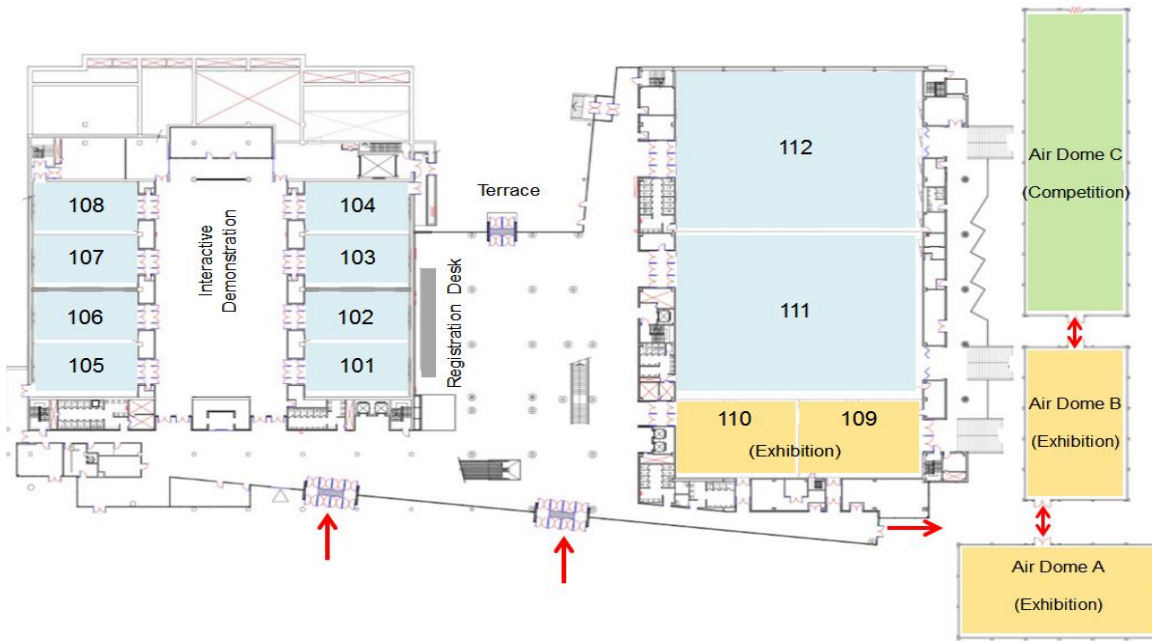 112
Air Dome C
(Competition)
Terrace
108
104
Interactive
Demonstration
107
103
Registration Desk
106
102
111
105
101
110
109
(Exhibition)
Air Dome B
(Exhibition)
Air Dome A
(Exhibition)